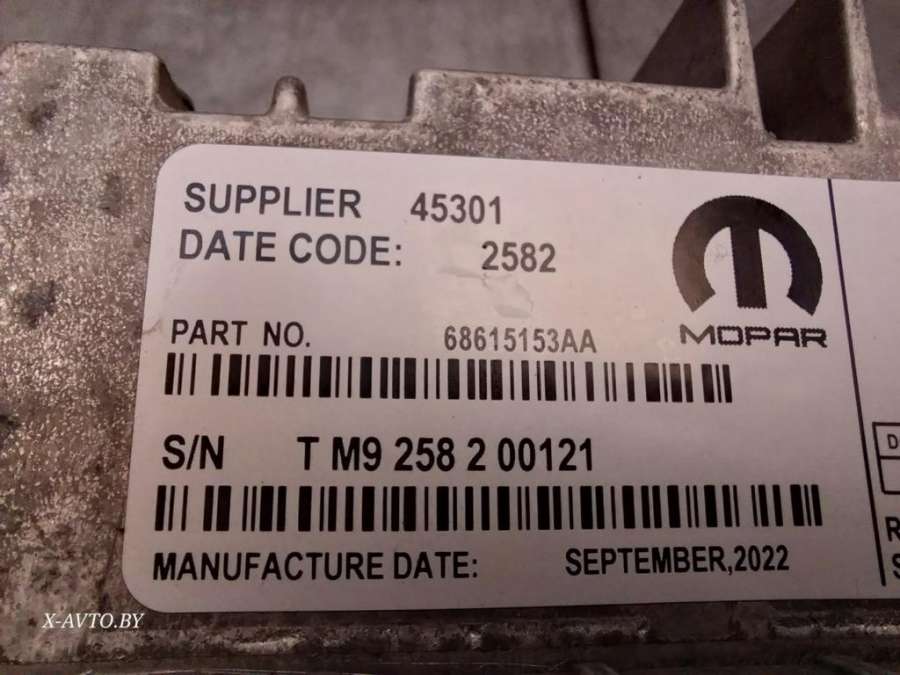 SUPPLIER 45301
DATE CODE: 2582
MOPAR
PART NO. 68615153AA
S/N T M9 258 2 00121
MANUFACTURE DATE: SEPTEMBER,2022
D
R
S
X-AVTO.BY